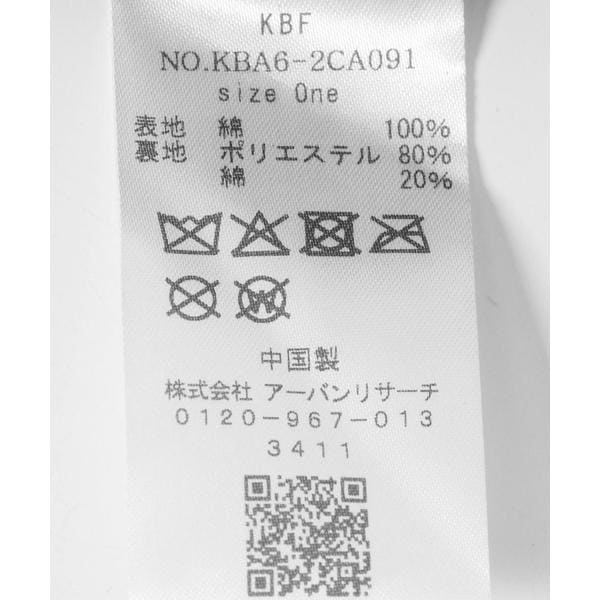 KBF
NO.KBA6-2CA091
size One
表地 綿 100%
裏地 ポリエステル 80%
綿 20%
中国製
株式会社 アーバンリサーチ
0120-967-013
3411